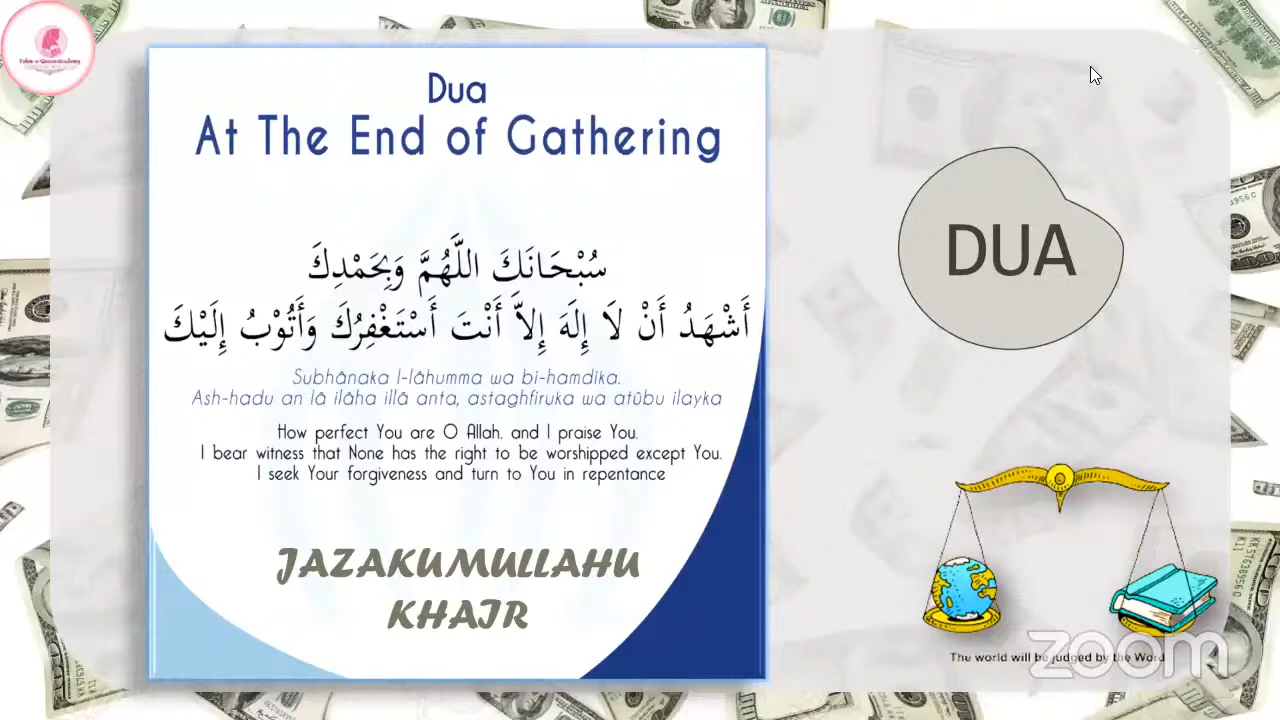 Dua
At The End of Gathering
سُبْحَانَكَ اللَّهُمَّ وَبِحَمْدِكَ
أَشْهَدُ أَنْ لَا إِلَهَ إِلاَّ أَنْتَ أَسْتَغْفِرُكَ وَأَتُوْبُ إِلَيْكَ
Subhânaka l-lâhumma wa bi-hamdika.
Ash-hadu an lâ ilâha illâ anta, astaghfiruka wa atûbu ilayka
How perfect You are O Allah. and I praise You.
I bear witness that None has the right to be worshipped except You.
I seek Your forgiveness and turn to You in repentance
JAZAKUMULLAHU
KHAIR
DUA
The world will be judged by the Word
zoom